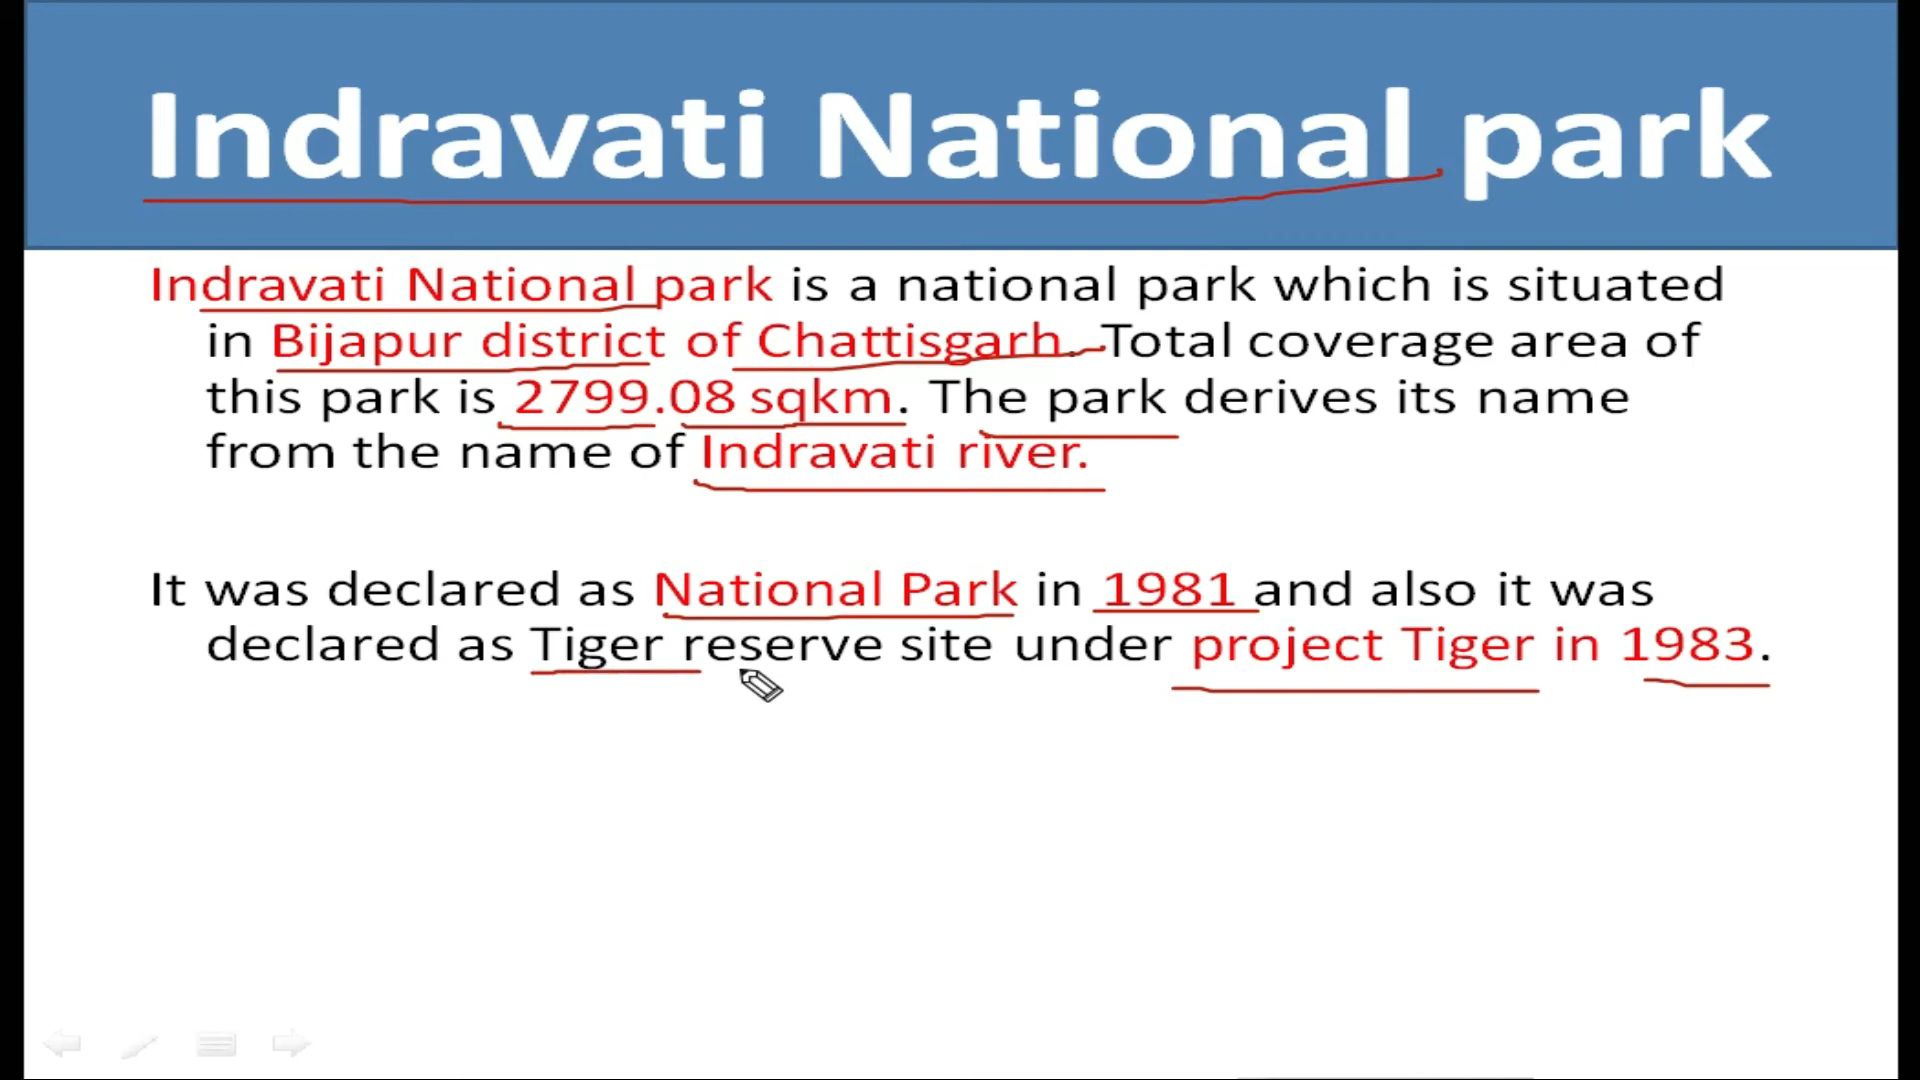 Indravati National park
Indravati National park is a national park which is situated
in Bijapur district of Chattisgarh. Total coverage area of
this park is 2799.08 sqkm. The park derives its name
from the name of Indravati river.
It was declared as National Park in 1981 and also it was
declared as Tiger reserve site under project Tiger in 1983.